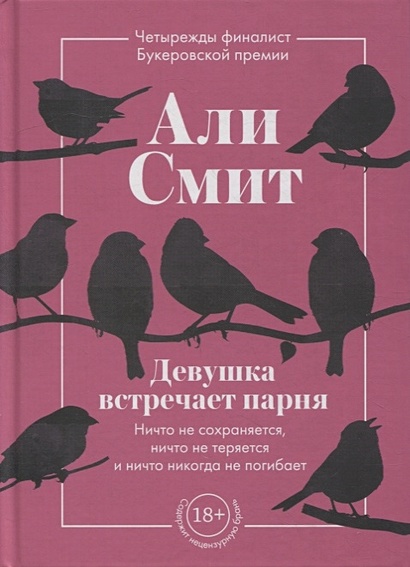 Четырежды финалист
Букеровской премии
Али
Смит
Девушка
встречает парня
Ничто не сохраняется,
ничто не теряется
и ничто никогда не погибает
18+
Содержит нецензурную брань